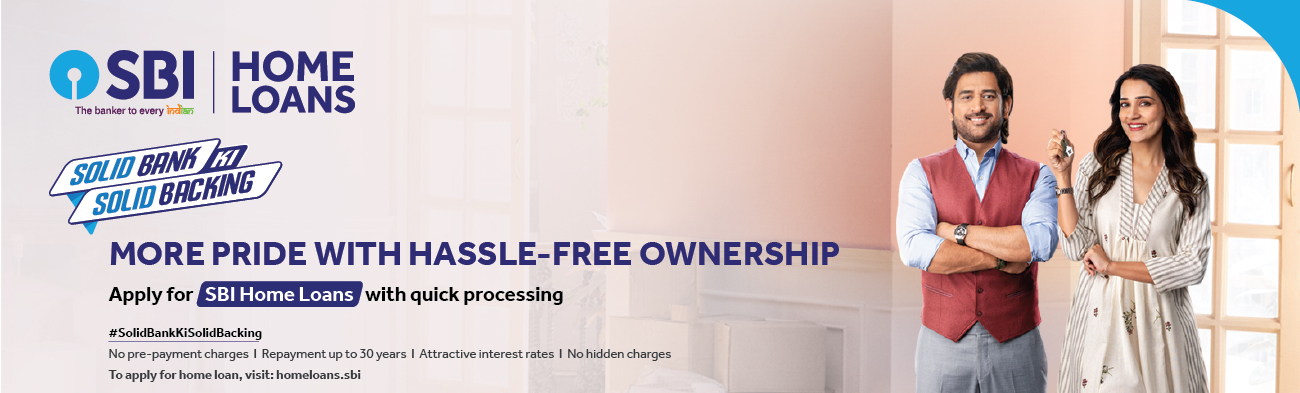 SBI
The banker to every indian
HOME
LOANS
SOLID BANK KI
SOLID BACKING
MORE PRIDE WITH HASSLE-FREE OWNERSHIP
Apply for SBI Home Loans with quick processing
#SolidBankKiSolidBacking
No pre-payment charges I Repayment up to 30 years I Attractive interest rates I No hidden charges
To apply for home loan, visit: homeloans.sbi